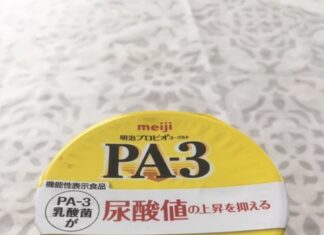 meiji
明治プロビオヨーグルト
PA-3
機能性表示食品
PA-3
乳酸菌
が
尿酸値の上昇を抑える